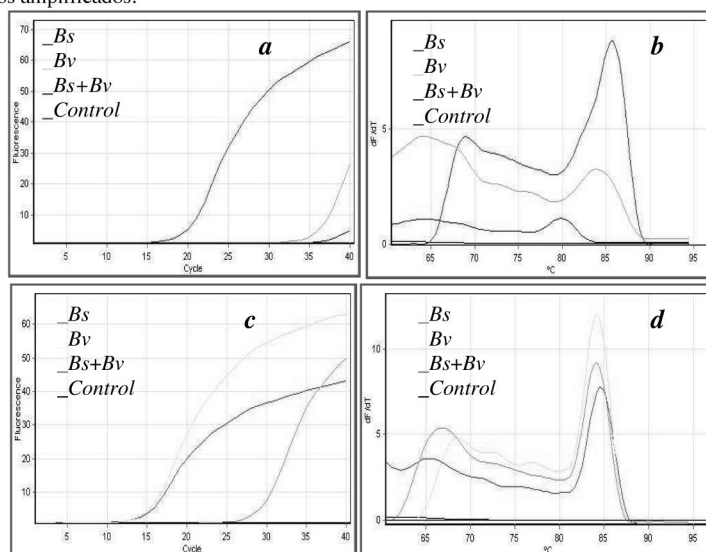 os amplificados.
a
_Bs
_Bv
_Bs+Bv
_Control
Fluorescence
70
60
50
40
30
20
10
5 10 15 20 25 30 35 40
Cycle
b
_Bs
_Bv
_Bs+Bv
_Control
dF/dT
5
0
65 70 75 80 85 90 95
ºC
c
_Bs
Bv
_Bs+Bv
_Control
Fluorescence
60
50
40
30
20
10
5 10 15 20 25 30 35 40
Cycle
d
_Bs
_Bv
_Bs+Bv
_Control
dF/dT
10
5
0
65 70 75 80 85 90 95
ºC